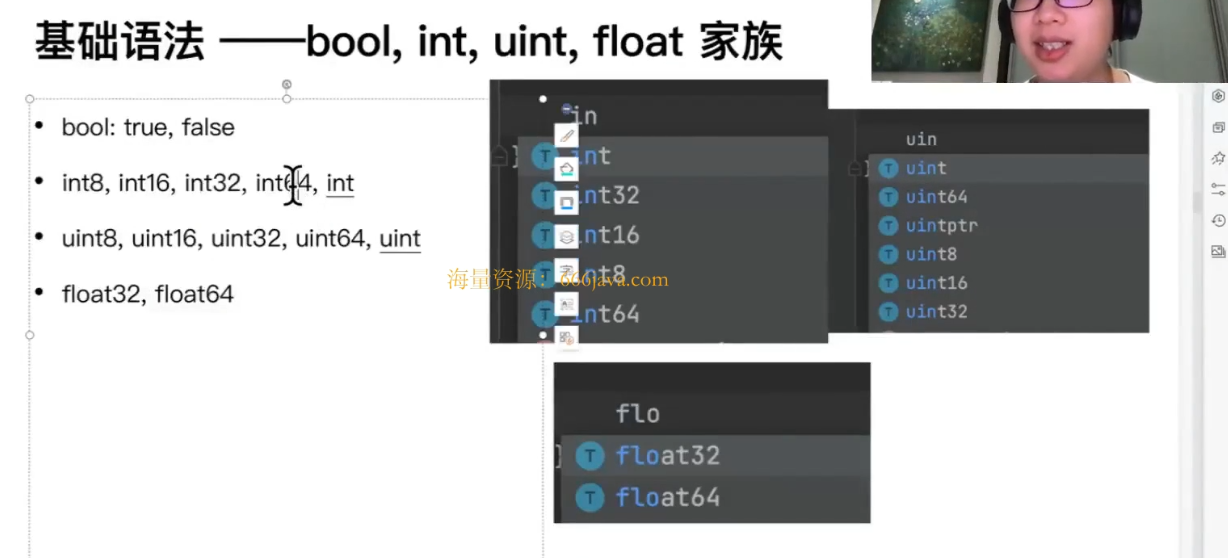 基础语法 ——bool, int, uint, float 家族
• bool: true, false
• int8, int16, int32, int64, int
• uint8, uint16, uint32, uint64, uint
• float32, float64
in
int
int32
int16
int8
int64
uin
uint
uint64
uintptr
uint8
uint16
uint32
海量资源：666java.com
flo
float32
float64